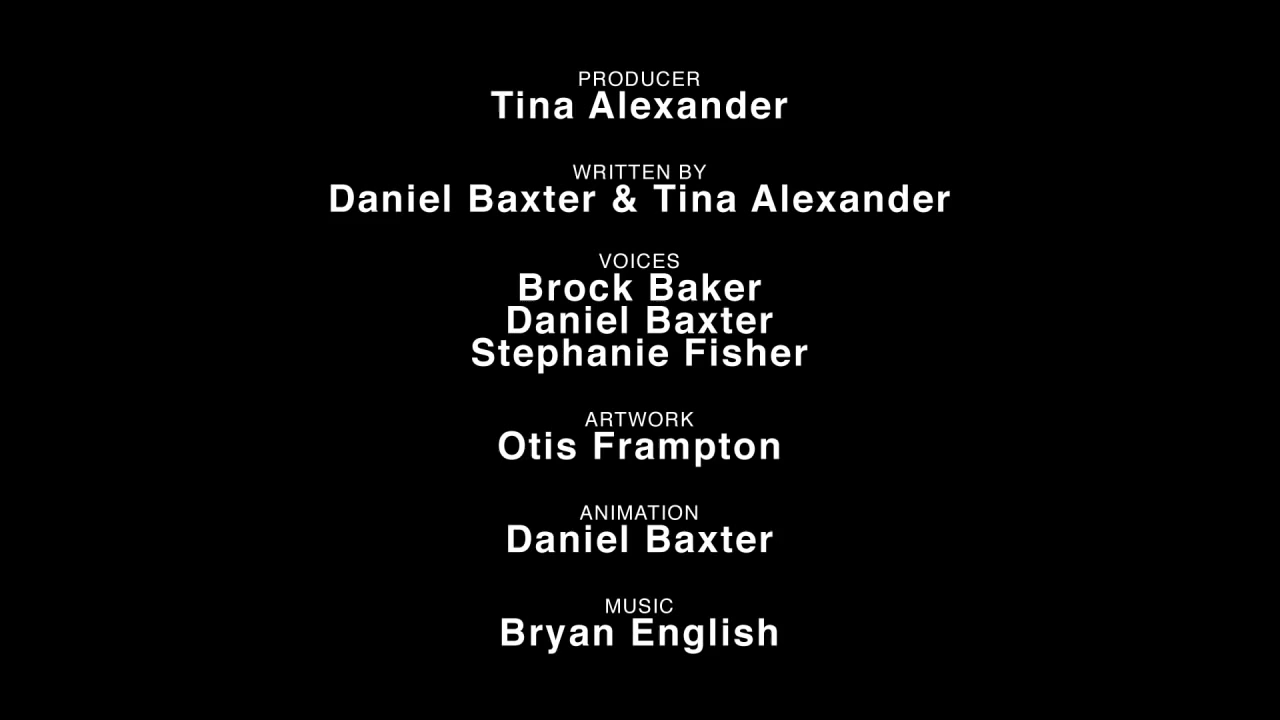 PRODUCER
Tina Alexander
WRITTEN BY
Daniel Baxter & Tina Alexander
VOICES
Brock Baker
Daniel Baxter
Stephanie Fisher
ARTWORK
Otis Frampton
ANIMATION
Daniel Baxter
MUSIC
Bryan English